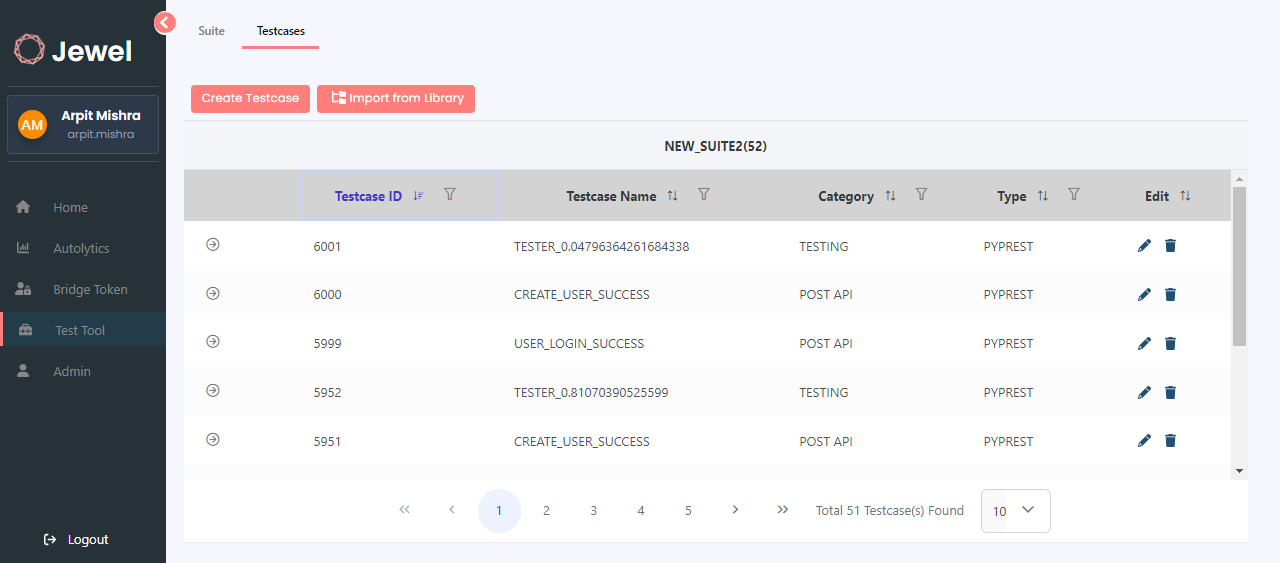 Jewel
AM
Arpit Mishra
arpit.mishra
Home
Autolytics
Bridge Token
Test Tool
Admin
Logout
Suite Testcases
Create Testcase Import from Library
NEW_SUITE2(52)
Testcase ID Testcase Name Category Type Edit
6001 TESTER_0.04796364261684338 TESTING PYPREST
6000 CREATE_USER_SUCCESS POST API PYPREST
5999 USER_LOGIN_SUCCESS POST API PYPREST
5952 TESTER_0.81070390525599 TESTING PYPREST
5951 CREATE_USER_SUCCESS POST API PYPREST
1 2 3 4 5 Total 51 Testcase(s) Found 10